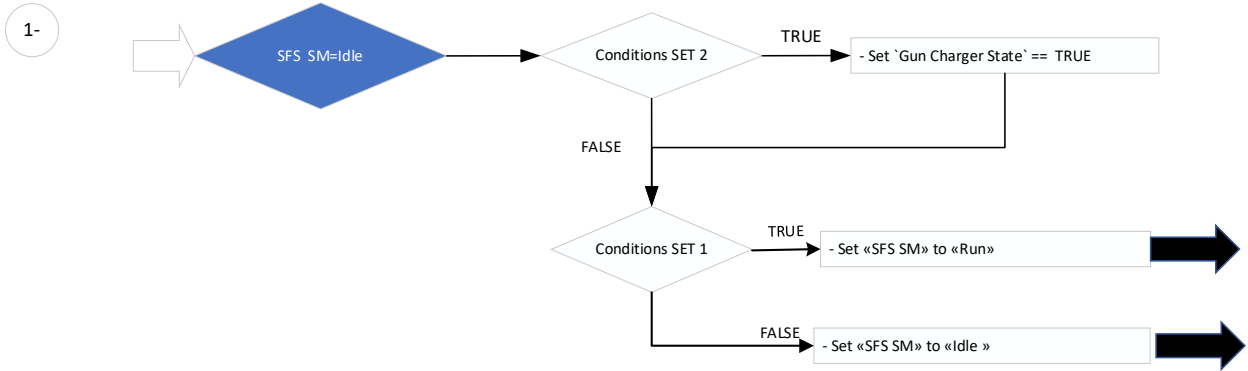 1-
SFS SM=Idle
Conditions SET 2
TRUE
- Set `Gun Charger State` == TRUE
FALSE
Conditions SET 1
TRUE
- Set «SFS SM» to «Run»
FALSE
- Set «SFS SM» to «Idle »